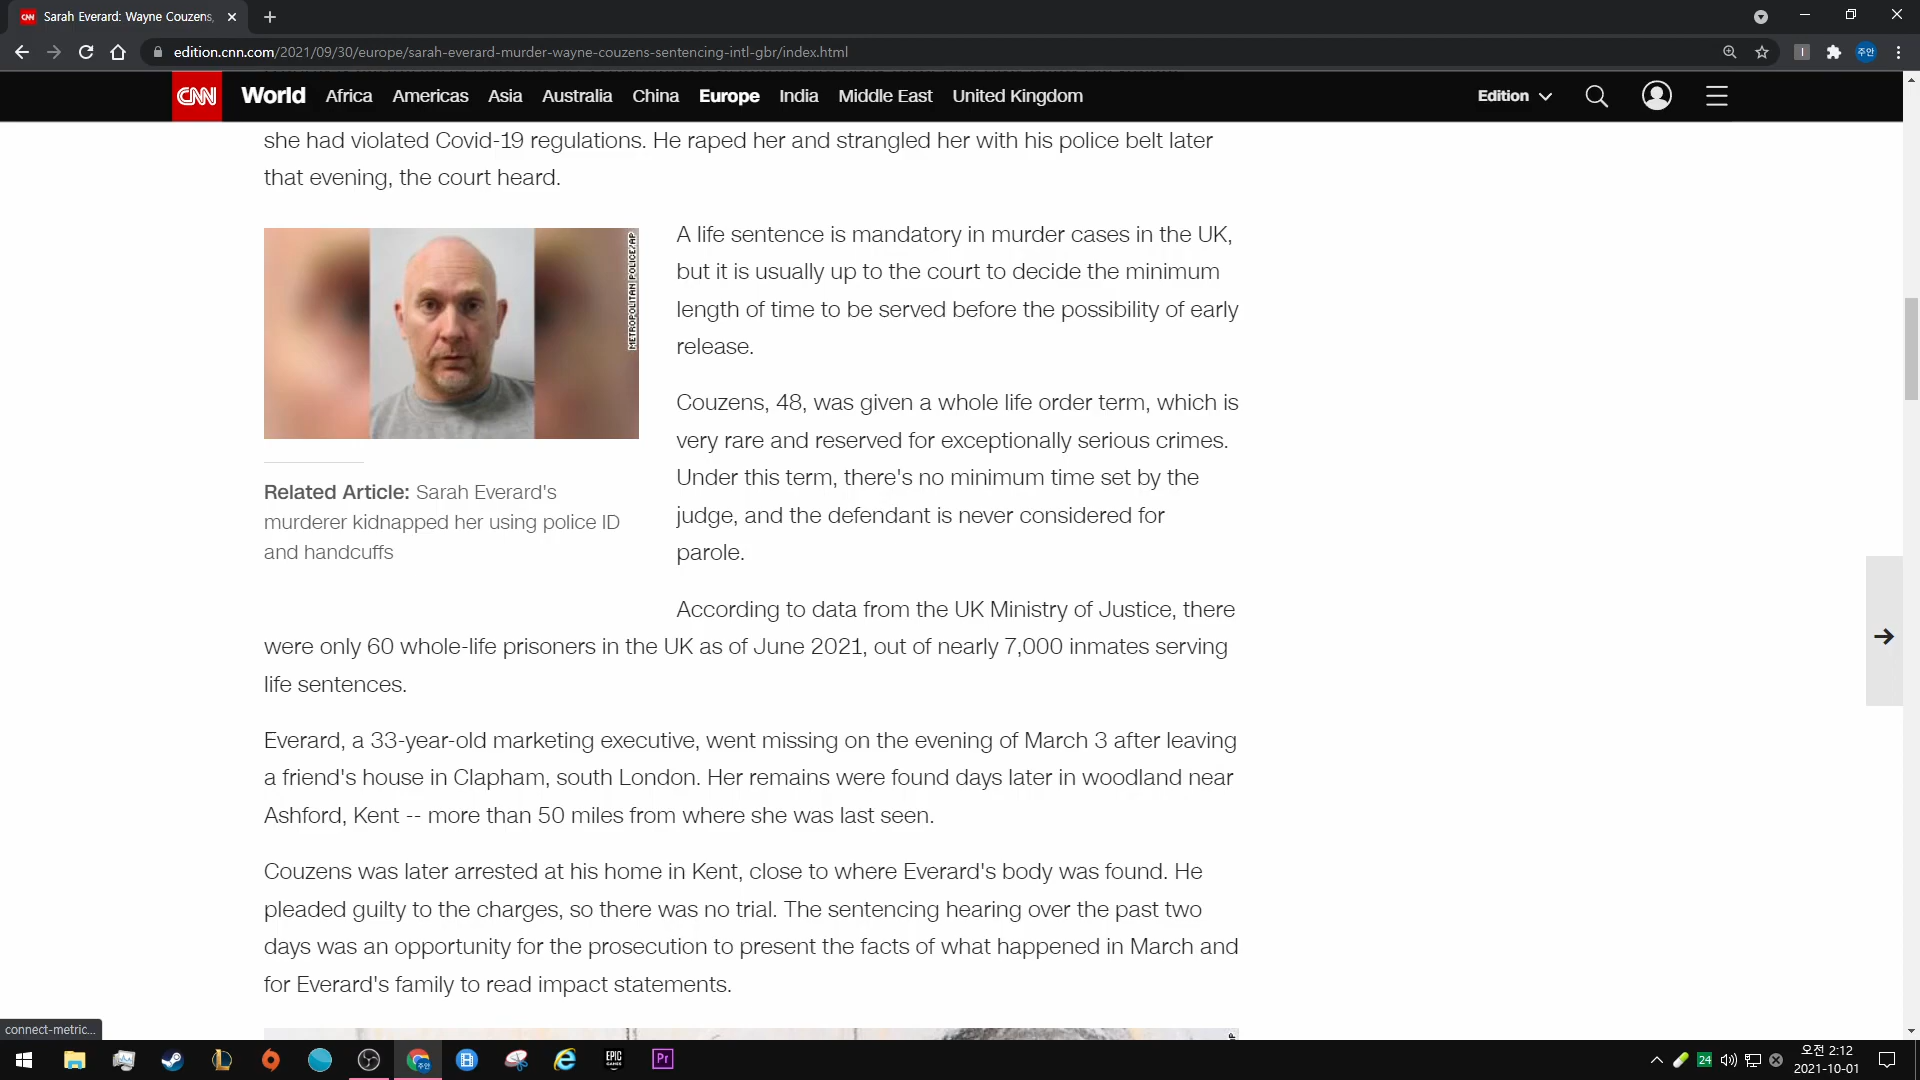 CNN Sarah Everard: Wayne Couzens,
edition.cnn.com/2021/09/30/europe/sarah-everard-murder-wayne-couzens-sentencing-intl-gbr/index.html
주안
CNN World Africa Americas Asia Australia China Europe India Middle East United Kingdom Edition
she had violated Covid-19 regulations. He raped her and strangled her with his police belt later
that evening, the court heard.
METROPOLITAN POLICE/AP
Related Article: Sarah Everard's
murderer kidnapped her using police ID
and handcuffs
A life sentence is mandatory in murder cases in the UK,
but it is usually up to the court to decide the minimum
length of time to be served before the possibility of early
release.
Couzens, 48, was given a whole life order term, which is
very rare and reserved for exceptionally serious crimes.
Under this term, there's no minimum time set by the
judge, and the defendant is never considered for
parole.
According to data from the UK Ministry of Justice, there
were only 60 whole-life prisoners in the UK as of June 2021, out of nearly 7,000 inmates serving
life sentences.
Everard, a 33-year-old marketing executive, went missing on the evening of March 3 after leaving
a friend's house in Clapham, south London. Her remains were found days later in woodland near
Ashford, Kent -- more than 50 miles from where she was last seen.
Couzens was later arrested at his home in Kent, close to where Everard's body was found. He
pleaded guilty to the charges, so there was no trial. The sentencing hearing over the past two
days was an opportunity for the prosecution to present the facts of what happened in March and
for Everard's family to read impact statements.
connect-metric...
주안
EPIC
GAMES
Pr
24
오전 2:12
2021-10-01